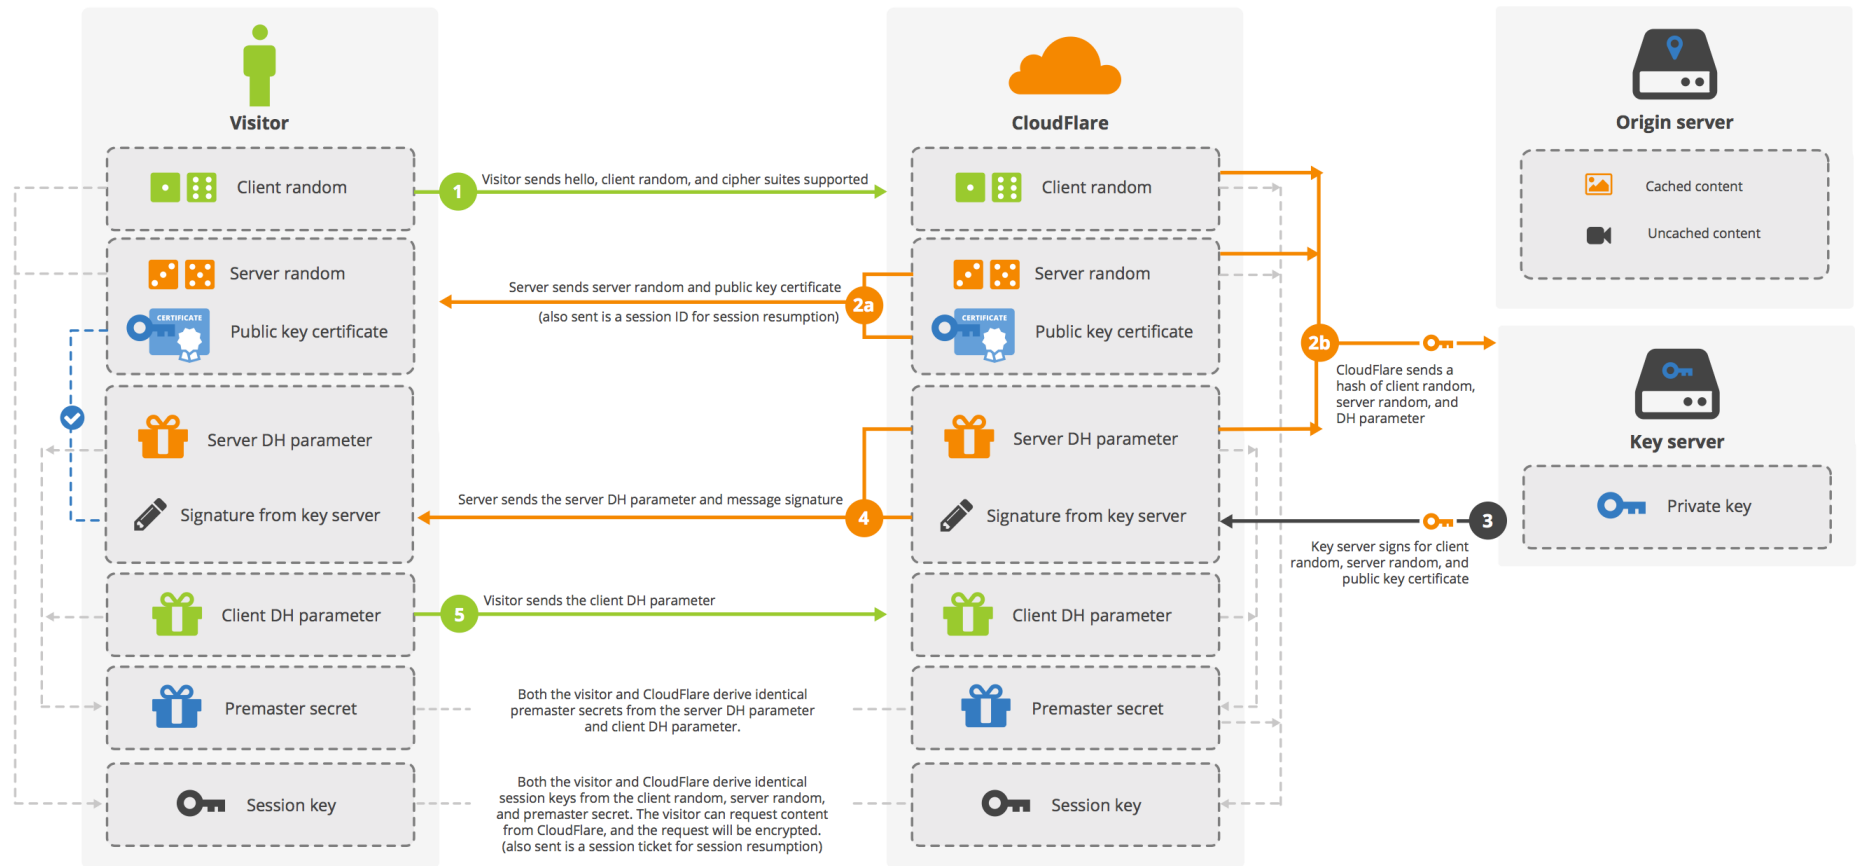 Visitor
CloudFlare
Origin server
Client random
1
Visitor sends hello, client random, and cipher suites supported
Client random
Cached content
Uncached content
Server random
Public key certificate
CERTIFICATE
Server sends server random and public key certificate
(also sent is a session ID for session resumption)
2a
Server random
Public key certificate
CERTIFICATE
2b
CloudFlare sends a
hash of client random,
server random, and
DH parameter
Key server
Private key
Server DH parameter
Signature from key server
Server sends the server DH parameter and message signature
4
Server DH parameter
Signature from key server
3
Key server signs for client
random, server random, and
public key certificate
Client DH parameter
5
Visitor sends the client DH parameter
Client DH parameter
Premaster secret
Both the visitor and CloudFlare derive identical
premaster secrets from the server DH parameter
and client DH parameter.
Premaster secret
Session key
Both the visitor and CloudFlare derive identical
session keys from the client random, server random,
and premaster secret. The visitor can request content
from CloudFlare, and the request will be encrypted.
(also sent is a session ticket for session resumption)
Session key